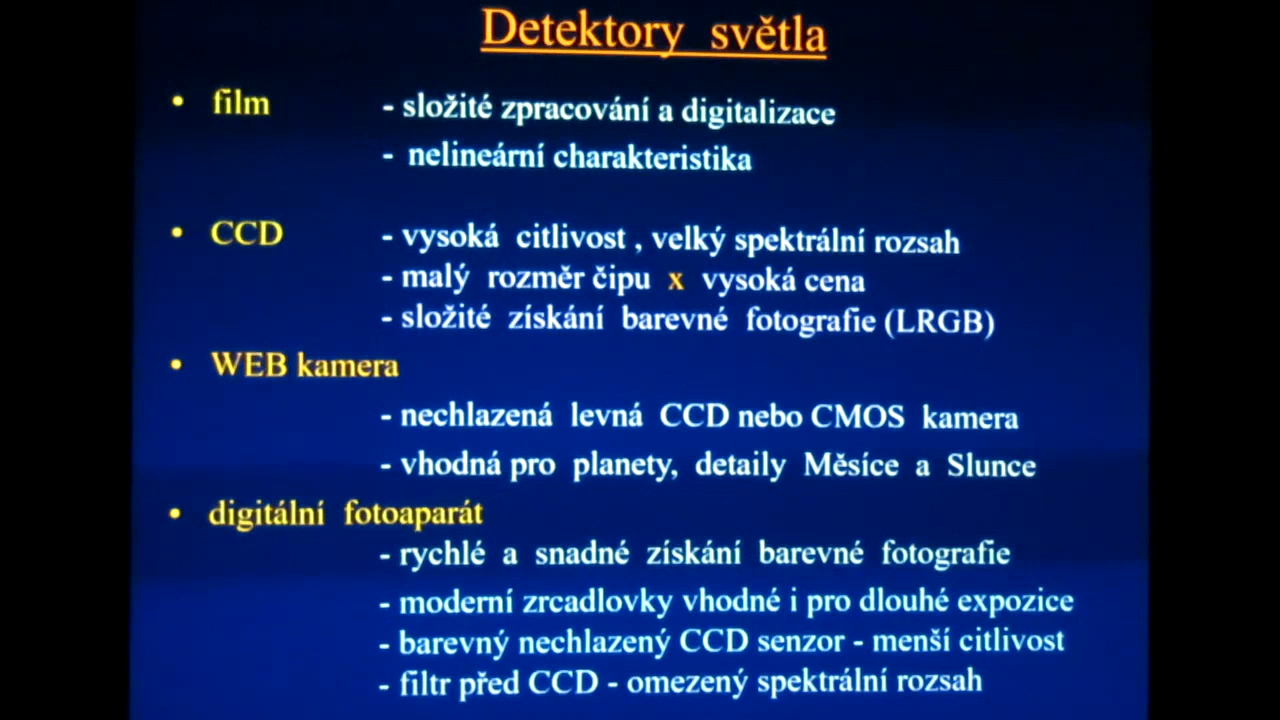 Detektory světla
• film - složité zpracování a digitalizace
- nelineární charakteristika
• CCD - vysoká citlivost , velký spektrální rozsah
- malý rozměr čipu x vysoká cena
- složité získání barevné fotografie (LRGB)
• WEB kamera
- nechlazená levná CCD nebo CMOS kamera
- vhodná pro planety, detaily Měsíce a Slunce
• digitální fotoaparát
- rychlé a snadné získání barevné fotografie
- moderní zrcadlovky vhodné i pro dlouhé expozice
- barevný nechlazený CCD senzor - menší citlivost
- filtr před CCD - omezený spektrální rozsah